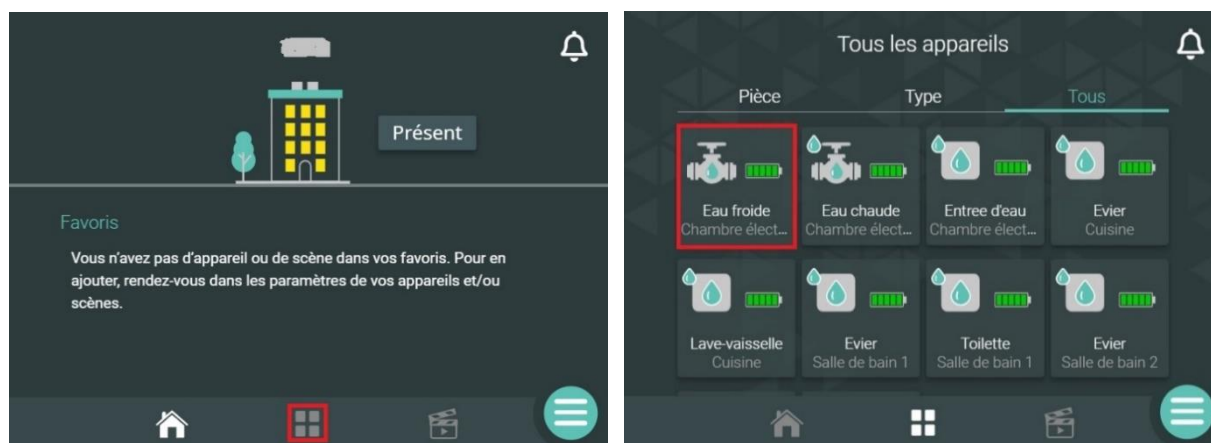 Présent
Favoris
Vous n'avez pas d'appareil ou de scène dans vos favoris. Pour en
ajouter, rendez-vous dans les paramètres de vos appareils et/ou
scènes.
Tous les appareils
Pièce Type Tous
Eau froide Eau chaude Entree d'eau Evier
Chambre élect... Chambre élect... Chambre élect... Cuisine
Lave-vaisselle Evier Toilette Evier
Cuisine Salle de bain 1 Salle de bain 1 Salle de bain 2